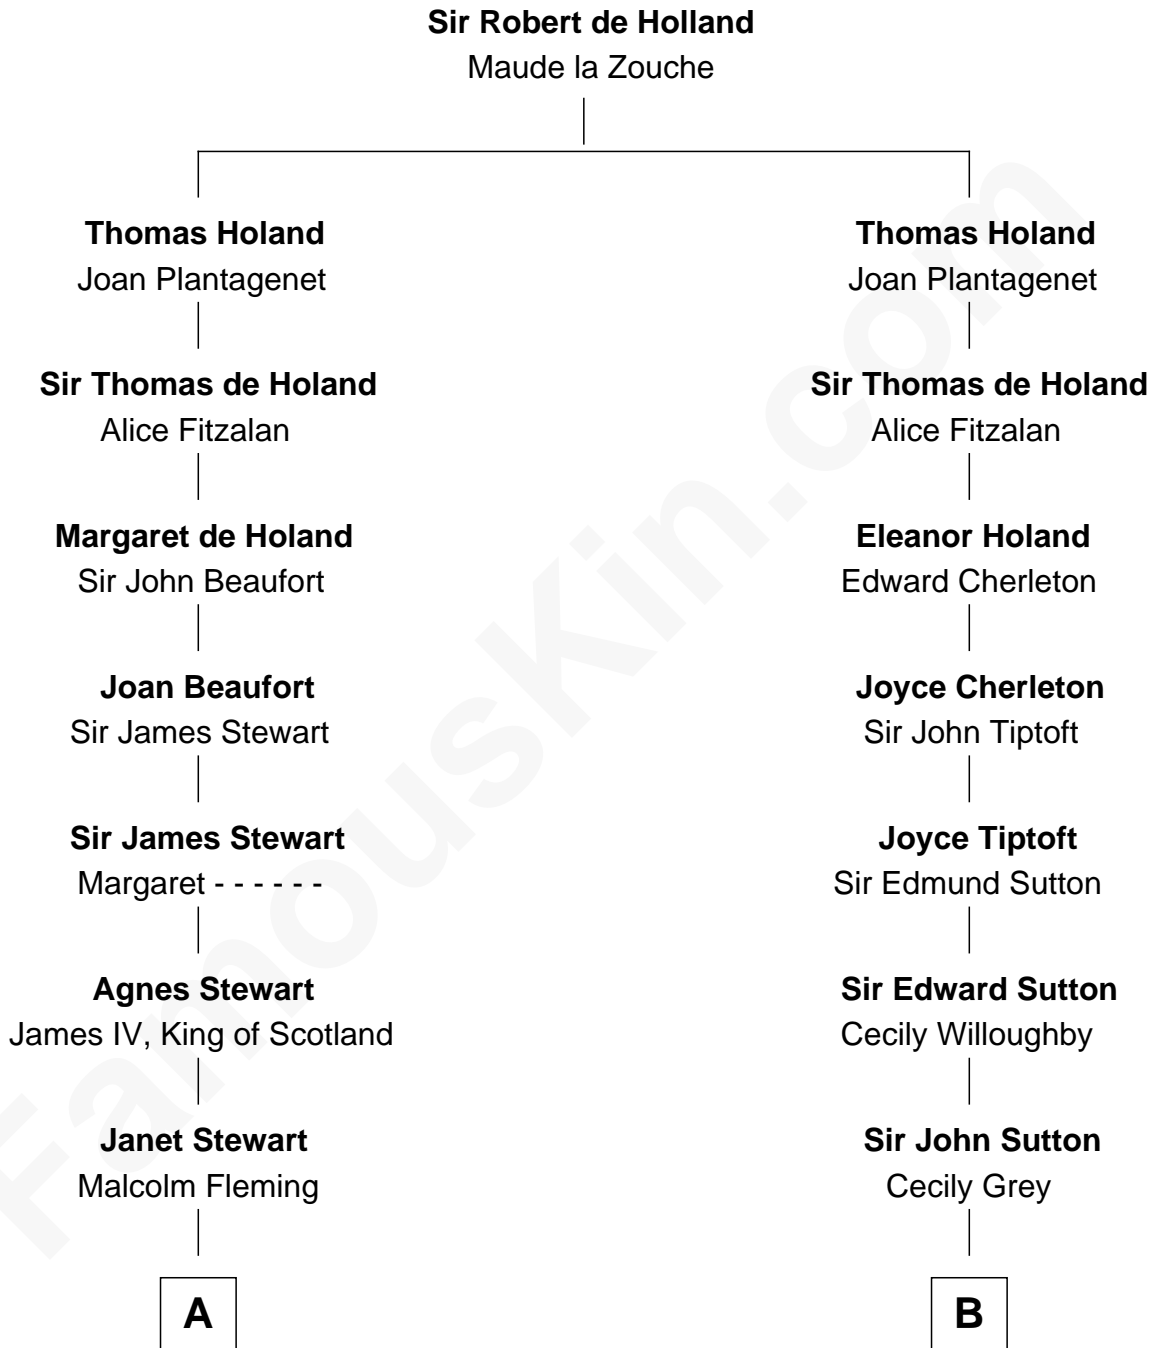 Sir Robert de Holland
Maude la Zouche
Thomas Holand
Joan Plantagenet
Sir Thomas de Holand
Alice Fitzalan
Margaret de Holand
Sir John Beaufort
Joan Beaufort
Sir James Stewart
Sir James Stewart
Margaret - - - - - -
Agnes Stewart
James IV, King of Scotland
Janet Stewart
Malcolm Fleming
A
Thomas Holand
Joan Plantagenet
Sir Thomas de Holand
Alice Fitzalan
Eleanor Holand
Edward Cherleton
Joyce Cherleton
Sir John Tiptoft
Joyce Tiptoft
Sir Edmund Sutton
Sir Edward Sutton
Cecily Willoughby
Sir John Sutton
Cecily Grey
B
FamousKin.com